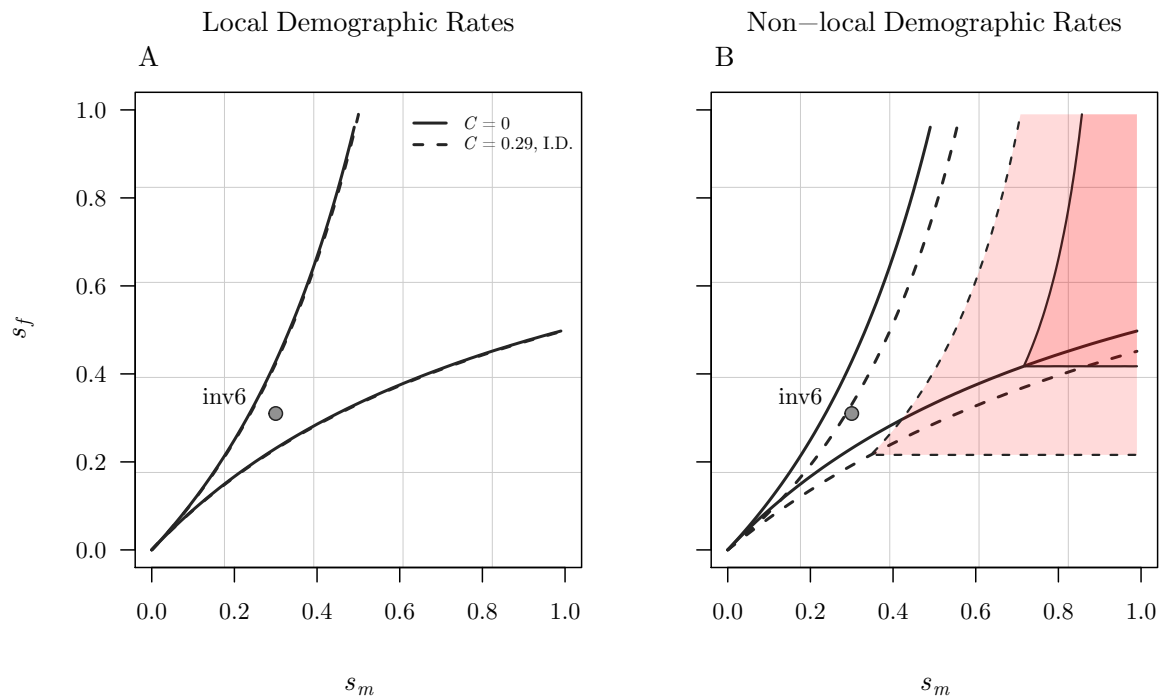 Local Demographic Rates
Non−local Demographic Rates
A
B
1.0
0.8
0.6
0.4
0.2
0.0
s_f
C = 0
C = 0.29, I.D.
inv6
inv6
0.0 0.2 0.4 0.6 0.8 1.0
0.0 0.2 0.4 0.6 0.8 1.0
s_m
s_m